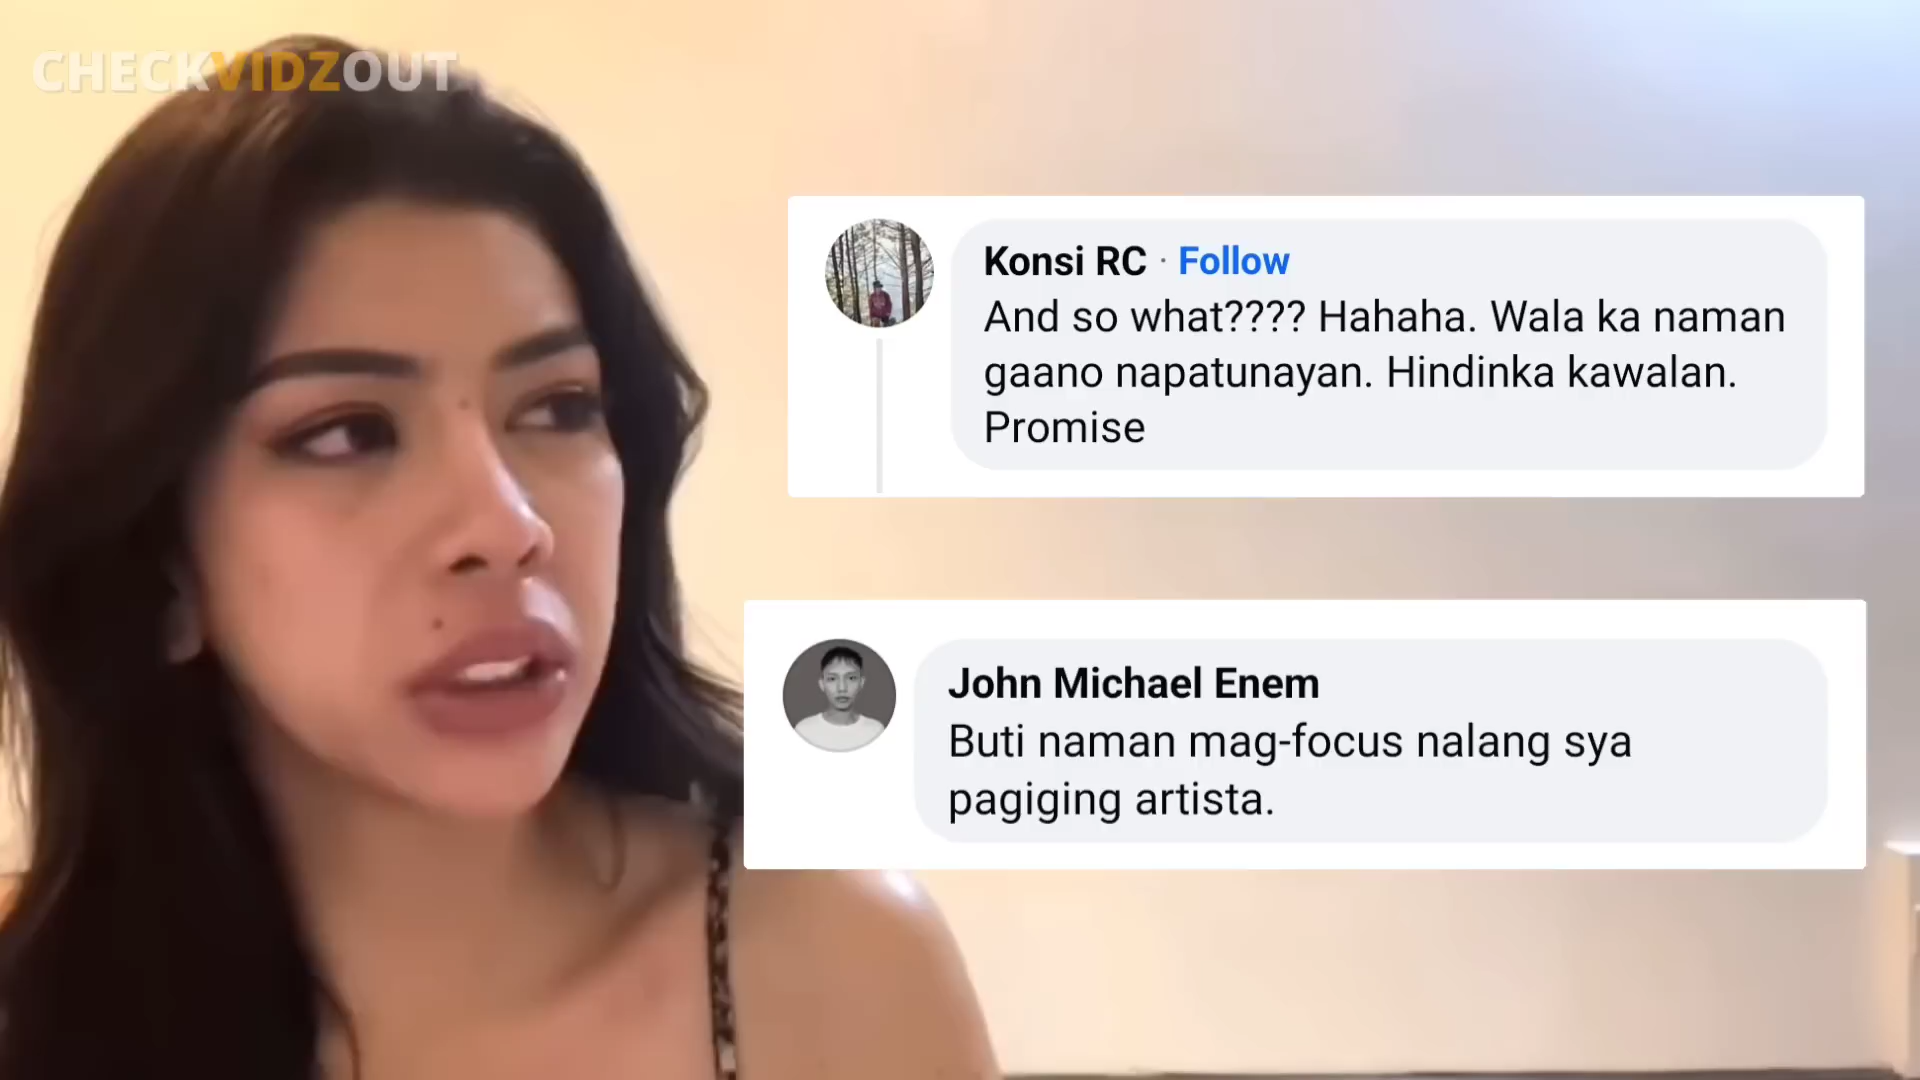 CHECKVIDZOUT
Konsi RC · Follow
And so what???? Hahaha. Wala ka naman
gaano napatunayan. Hindinka kawalan.
Promise
John Michael Enem
Buti naman mag-focus nalang sya
pagiging artista.